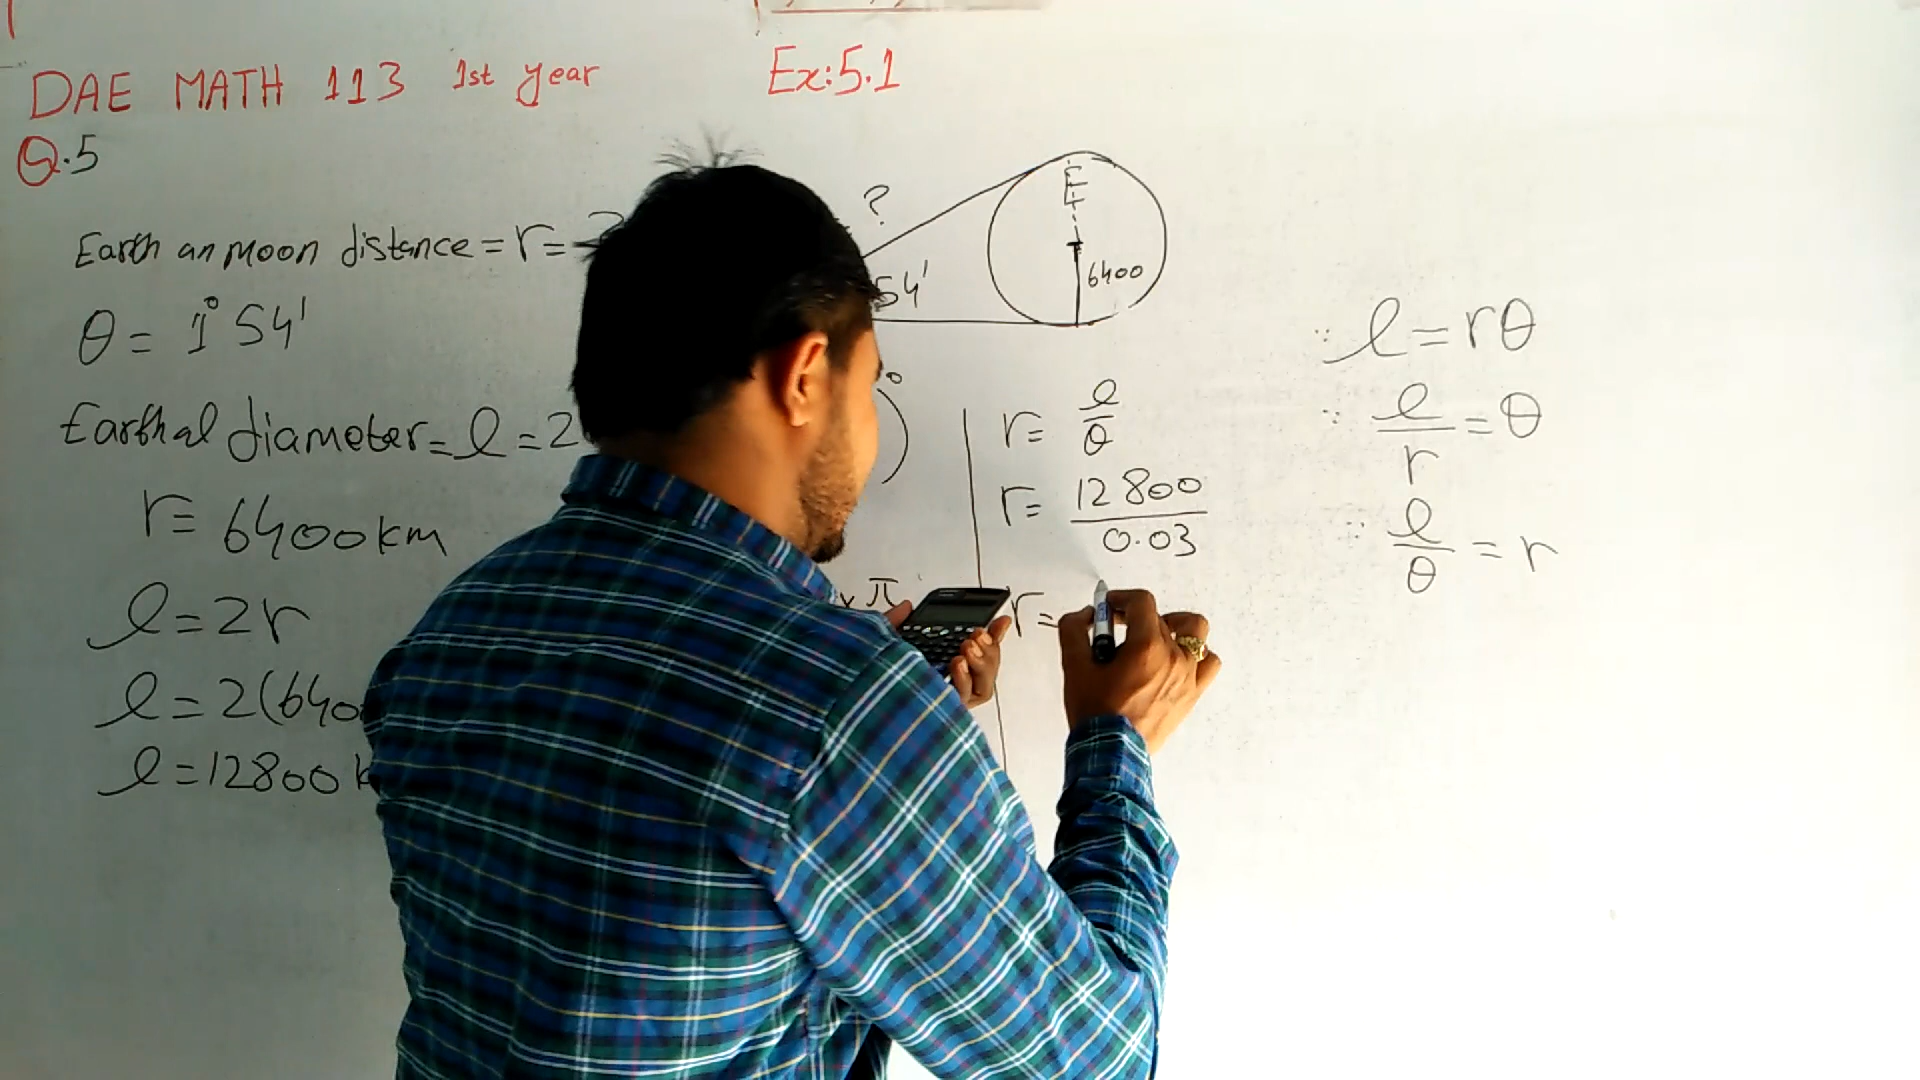 DAE MATH 113 1st year
Ex:5.1
Q.5
Earth an moon distance = r = ?
θ = 1° 54'
Earthal diameter = l = 2
r = 6400km
l = 2r
l = 2(640
l = 12800 k
?
54'
6400
°)
x π
r = l/θ
r = 12800/0.03
r =
∵ l = rθ
∵ l/r = θ
∵ l/θ = r